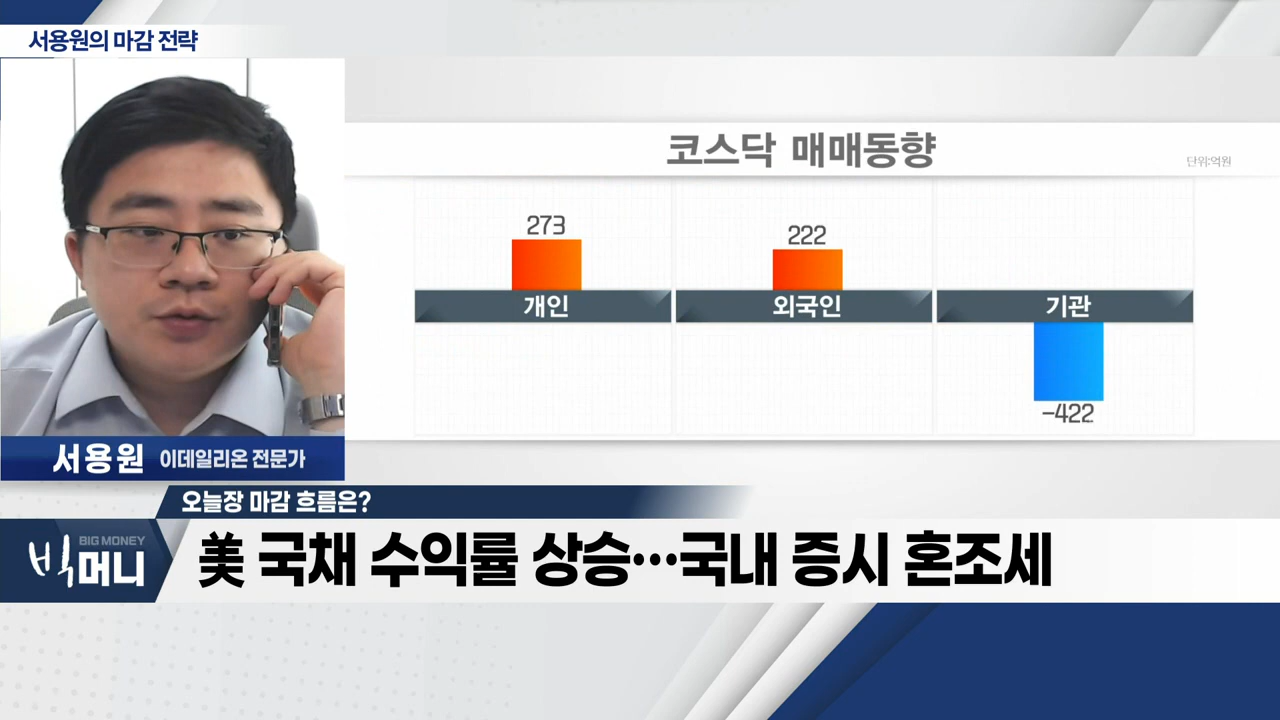 서용원의 마감 전략
코스닥 매매동향
단위:억원
273
222
개인
외국인
기관
-422
서용원 이데일리온 전문가
오늘장 마감 흐름은?
BIG MONEY
빅머니
美 국채 수익률 상승…국내 증시 혼조세